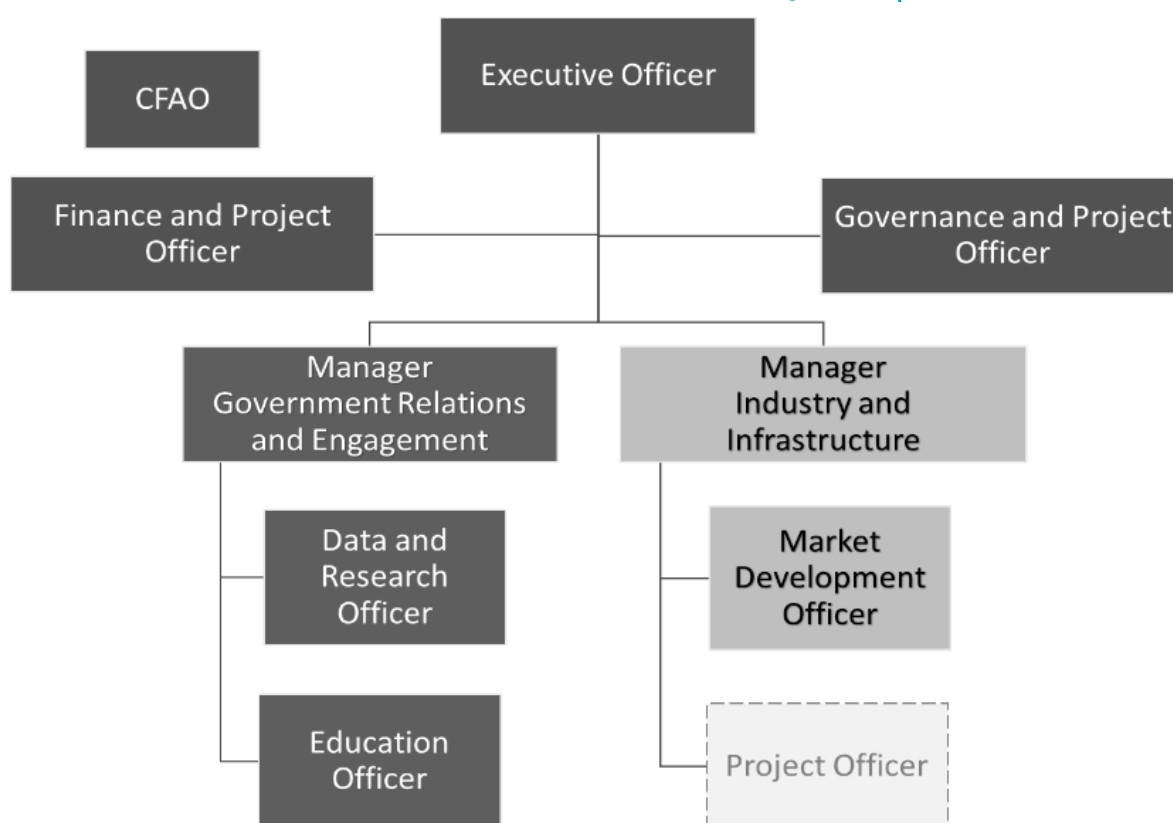 Executive Officer
CFAO
Finance and Project
Officer
Governance and Project
Officer
Manager
Government Relations
and Engagement
Manager
Industry and
Infrastructure
Data and
Research
Officer
Market
Development
Officer
Education
Officer
Project Officer